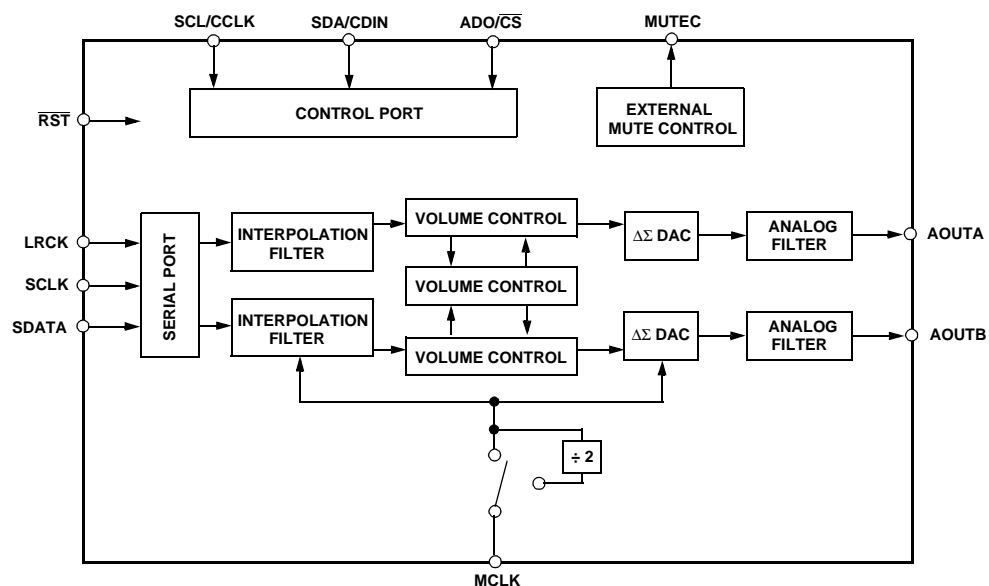 SCL/CCLK SDA/CDIN ADO/CS MUTEC
CONTROL PORT
EXTERNAL
MUTE CONTROL
RST
LRCK
SCLK
SDATA
SERIAL PORT
INTERPOLATION
FILTER
VOLUME CONTROL
ΔΣ DAC
ANALOG
FILTER
AOUTA
VOLUME CONTROL
INTERPOLATION
FILTER
VOLUME CONTROL
ΔΣ DAC
ANALOG
FILTER
AOUTB
÷ 2
MCLK